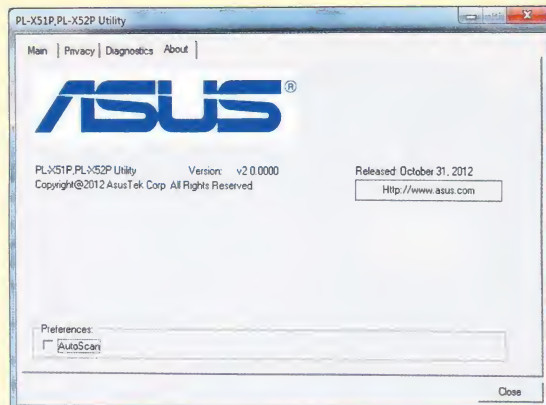 PL-X51P,PL-X52P Utility
Main Privacy Diagnostics About
ASUS®
PL-X51P,PL-X52P Utility Version: v2.0.0000 Released: October 31, 2012
Copyright@2012 AsusTek Corp. All Rights Reserved.
Http://www.asus.com
Preferences:
AutoScan
Close